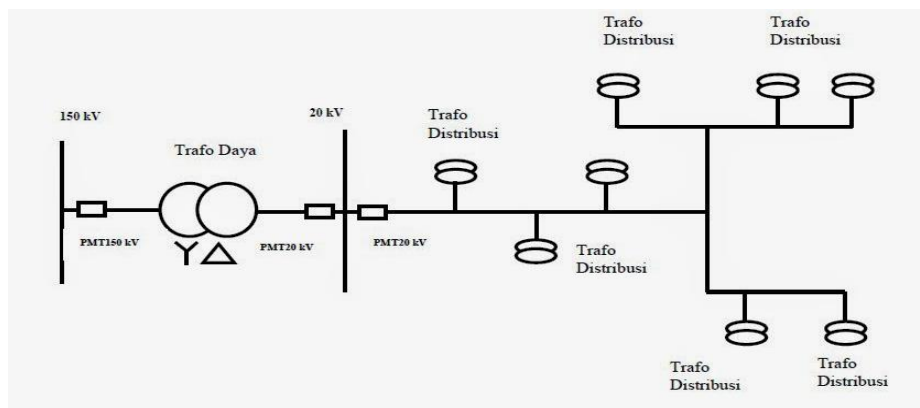 Trafo
Distribusi
Trafo
Distribusi
150 kV
20 kV
Trafo
Distribusi
Trafo Daya
PMT150 kV
PMT20 kV
PMT20 kV
Trafo
Distribusi
Trafo
Distribusi
Trafo
Distribusi